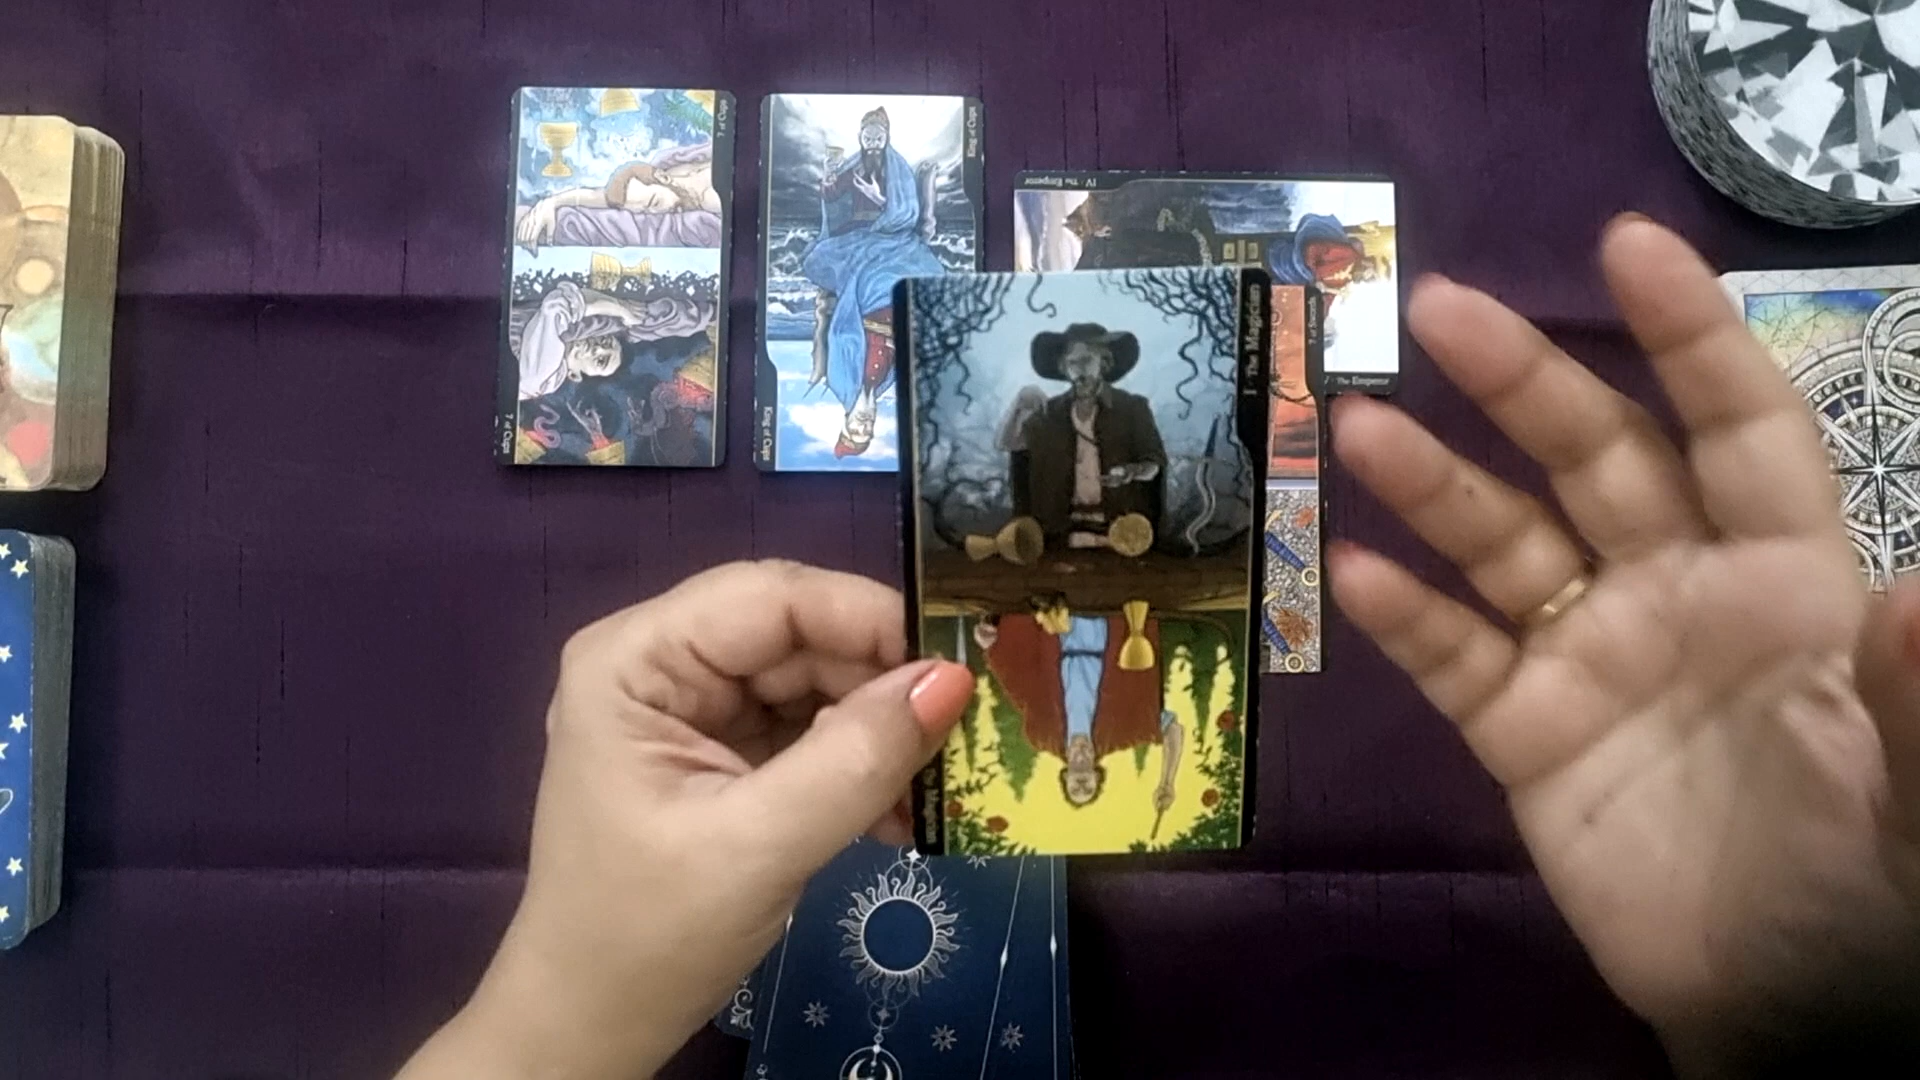 7 of Cups
7 of Cups
King of Cups
King of Cups
IV · The Emperor
IV · The Emperor
7 of Swords
I · The Magician
The Magician